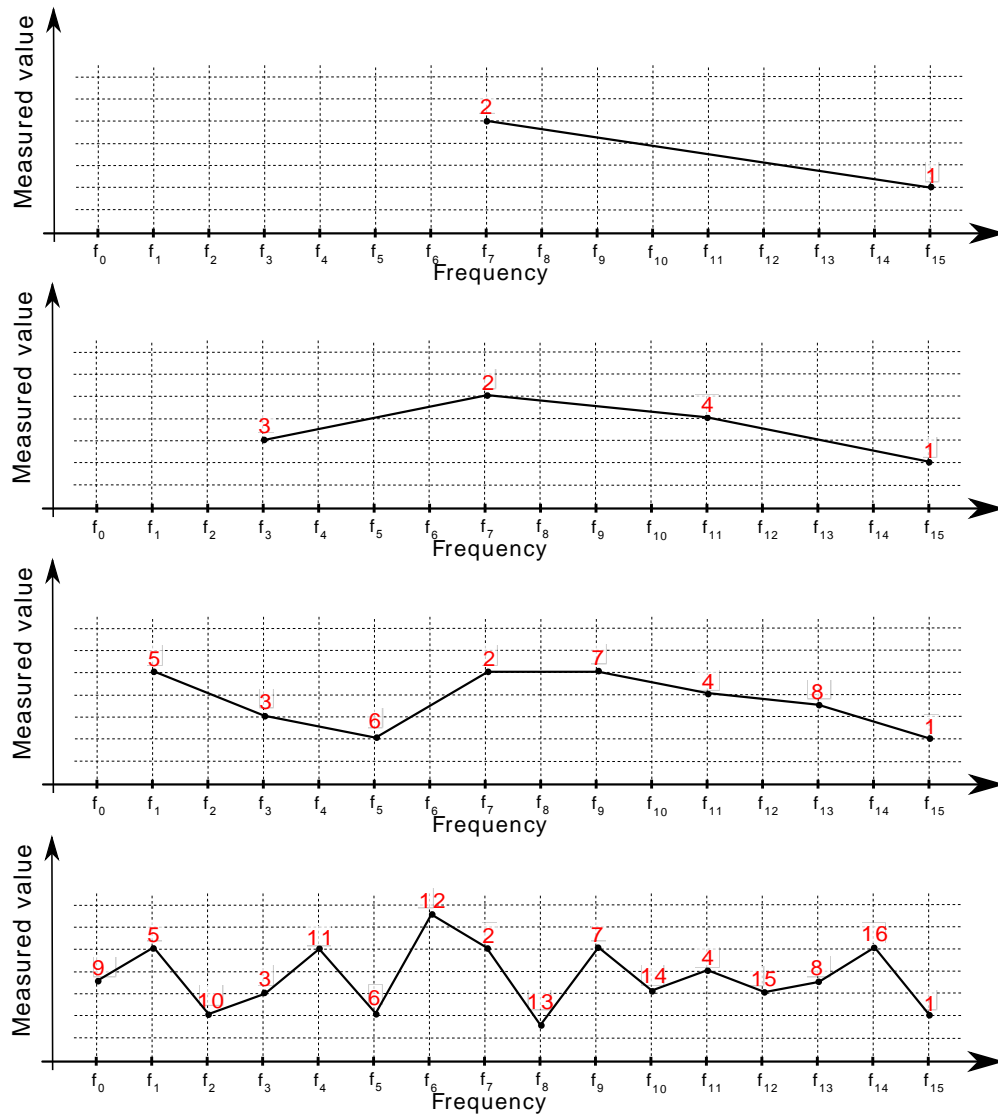 Measured value
2
1
f0 f1 f2 f3 f4 f5 f6 f7 f8 f9 f10 f11 f12 f13 f14 f15
Frequency
Measured value
2
4
3
1
f0 f1 f2 f3 f4 f5 f6 f7 f8 f9 f10 f11 f12 f13 f14 f15
Frequency
Measured value
5 2 7
3 4 8
6 1
f0 f1 f2 f3 f4 f5 f6 f7 f8 f9 f10 f11 f12 f13 f14 f15
Frequency
Measured value
12
5 11 2 7 16
9 3 4 8
10 6 13 14 15 1
f0 f1 f2 f3 f4 f5 f6 f7 f8 f9 f10 f11 f12 f13 f14 f15
Frequency